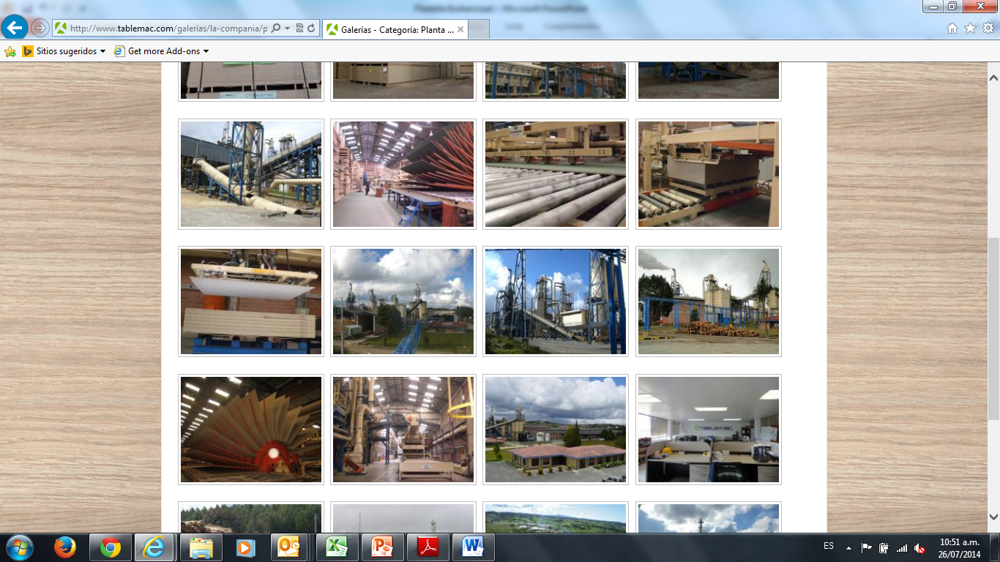 http://www.tablemac.com/galerías/la-compania/p
Galerías - Categoría: Planta ...
Sitios sugeridos
Get more Add-ons
TABLEMAC
TABLEMAC
ES
10:51 a.m.
26/07/2014